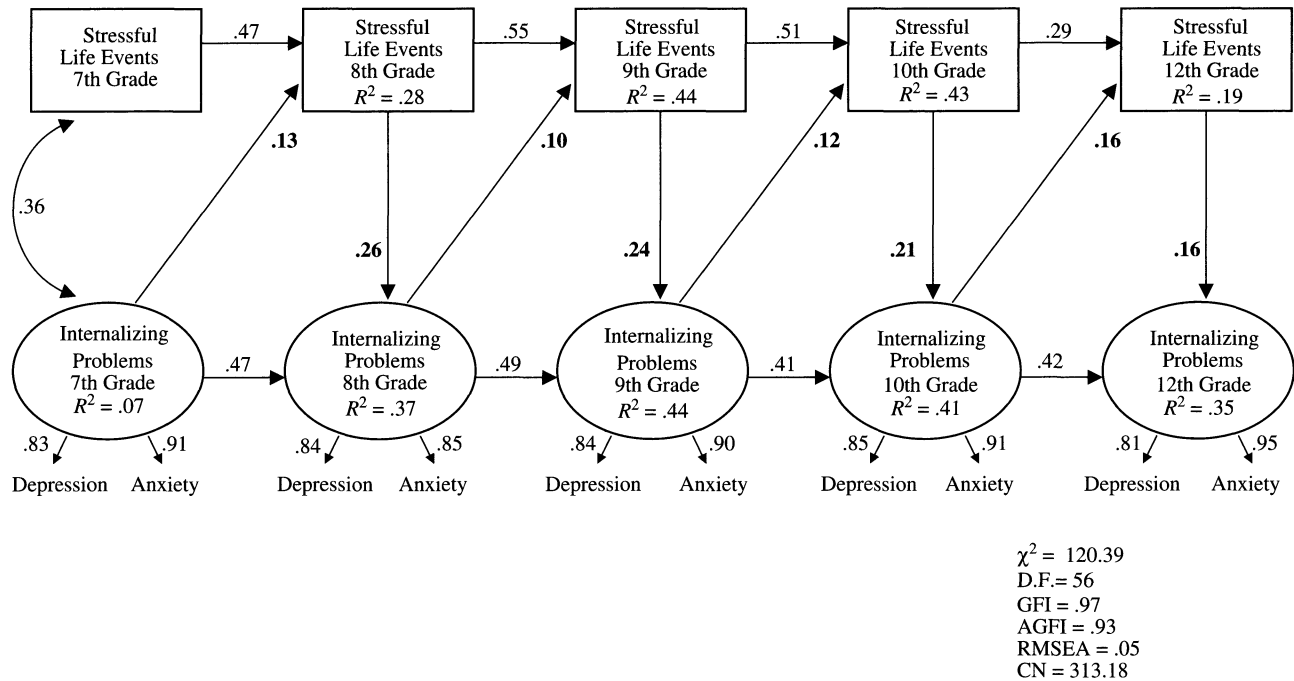 Stressful
Life Events
7th Grade
.47
Stressful
Life Events
8th Grade
R² = .28
.55
Stressful
Life Events
9th Grade
R² = .44
.51
Stressful
Life Events
10th Grade
R² = .43
.29
Stressful
Life Events
12th Grade
R² = .19
.36
.13
.26
.10
.24
.12
.21
.16
.16
Internalizing
Problems
7th Grade
R² = .07
.47
Internalizing
Problems
8th Grade
R² = .37
.49
Internalizing
Problems
9th Grade
R² = .44
.41
Internalizing
Problems
10th Grade
R² = .41
.42
Internalizing
Problems
12th Grade
R² = .35
.83 .91
Depression Anxiety
.84 .85
Depression Anxiety
.84 .90
Depression Anxiety
.85 .91
Depression Anxiety
.81 .95
Depression Anxiety
χ² = 120.39
D.F.= 56
GFI = .97
AGFI = .93
RMSEA = .05
CN = 313.18